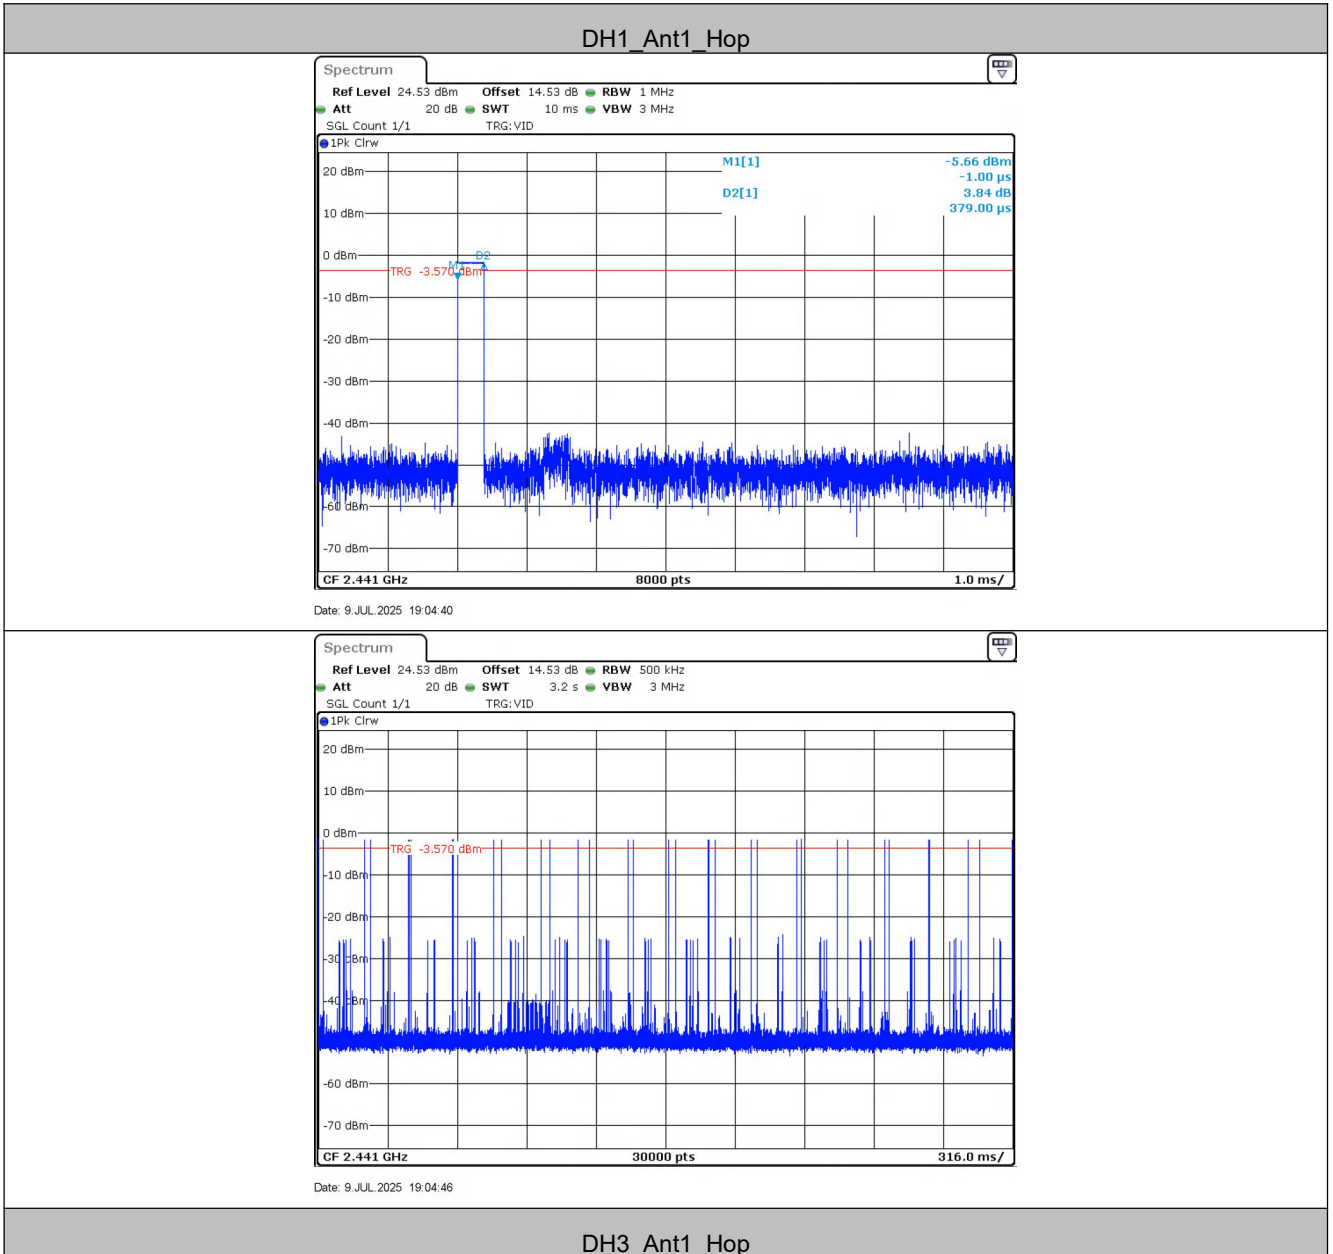 DH1_Ant1_Hop
Spectrum
Ref Level 24.53 dBm Offset 14.53 dB RBW 1 MHz
Att 20 dB SWT 10 ms VBW 3 MHz
SGL Count 1/1 TRG:VID
1Pk Clrw
M1[1] -5.66 dBm
-1.00 µs
D2[1] 3.84 dB
379.00 µs
20 dBm
10 dBm
0 dBm
M1 D2
TRG -3.570 dBm
-10 dBm
-20 dBm
-30 dBm
-40 dBm
-60 dBm
-70 dBm
CF 2.441 GHz 8000 pts 1.0 ms/
Date: 9.JUL.2025 19:04:40
Spectrum
Ref Level 24.53 dBm Offset 14.53 dB RBW 500 kHz
Att 20 dB SWT 3.2 s VBW 3 MHz
SGL Count 1/1 TRG:VID
1Pk Clrw
20 dBm
10 dBm
0 dBm
TRG -3.570 dBm
-10 dBm
-20 dBm
-30 dBm
-40 dBm
-60 dBm
-70 dBm
CF 2.441 GHz 30000 pts 316.0 ms/
Date: 9.JUL.2025 19:04:46
DH3_Ant1_Hop